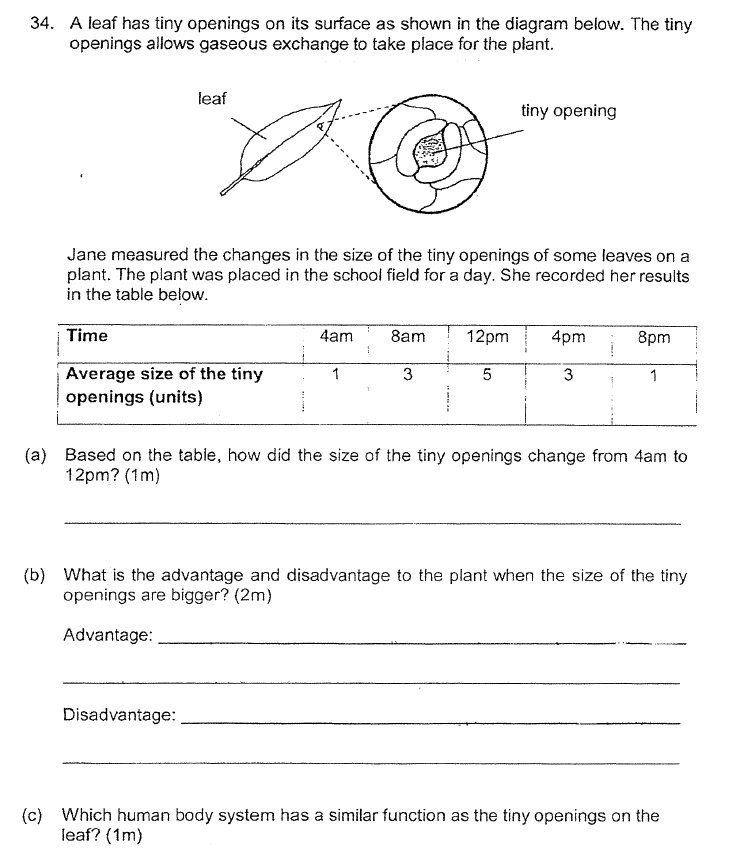 34. A leaf has tiny openings on its surface as shown in the diagram below. The tiny
openings allows gaseous exchange to take place for the plant.
leaf
tiny opening
Jane measured the changes in the size of the tiny openings of some leaves on a
plant. The plant was placed in the school field for a day. She recorded her results
in the table below.
Time 4am 8am 12pm 4pm 8pm
Average size of the tiny 1 3 5 3 1
openings (units)
(a) Based on the table, how did the size of the tiny openings change from 4am to
12pm? (1m)
(b) What is the advantage and disadvantage to the plant when the size of the tiny
openings are bigger? (2m)
Advantage:
Disadvantage:
(c) Which human body system has a similar function as the tiny openings on the
leaf? (1m)